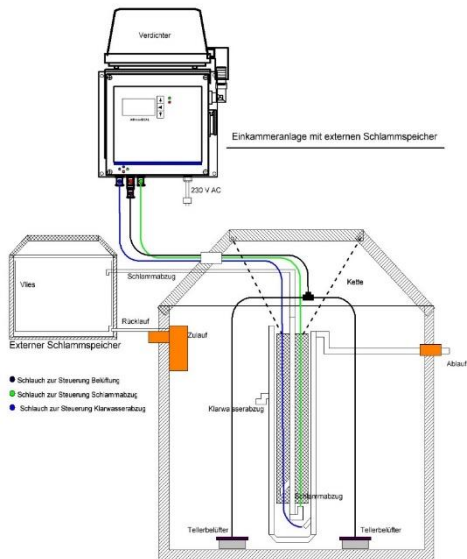 Verdichter
Einkammeranlage mit externen Schlammspeicher
230 V AC
Vlies
Schlammabzug
Kette
Rücklauf
Zulauf
Externer Schlammspeicher
Ablauf
Schlauch zur Steuerung Belüftung
Schlauch zur Steuerung Schlammabzug
Schlauch zur Steuerung Klarwasserabzug
Klarwasserabzug
Schlammabzug
Tellerbelüfter
Tellerbelüfter